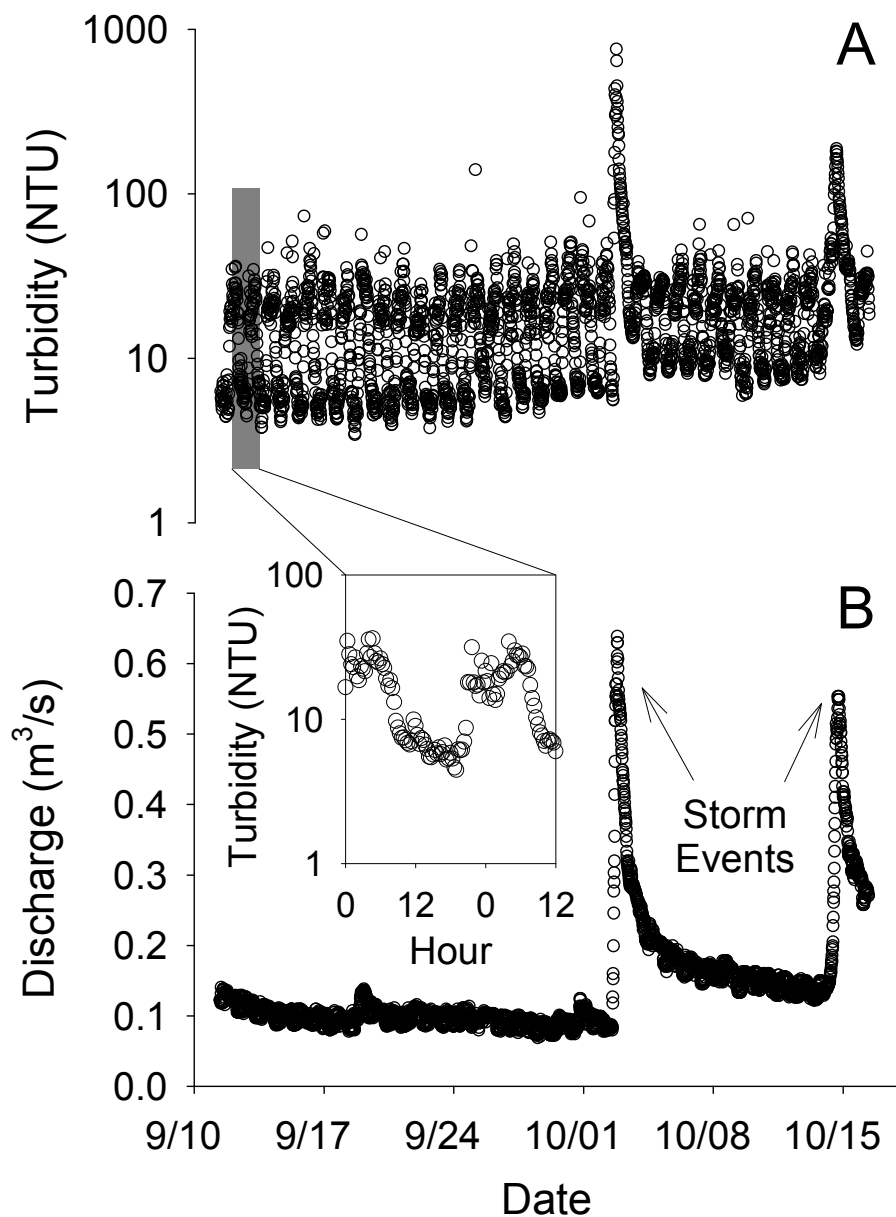 A
1000
100
10
1
Turbidity (NTU)
B
0.7
0.6
0.5
0.4
0.3
0.2
0.1
0.0
Discharge (m³/s)
100
10
1
Turbidity (NTU)
0 12 0 12
Hour
Storm
Events
9/10 9/17 9/24 10/01 10/08 10/15
Date